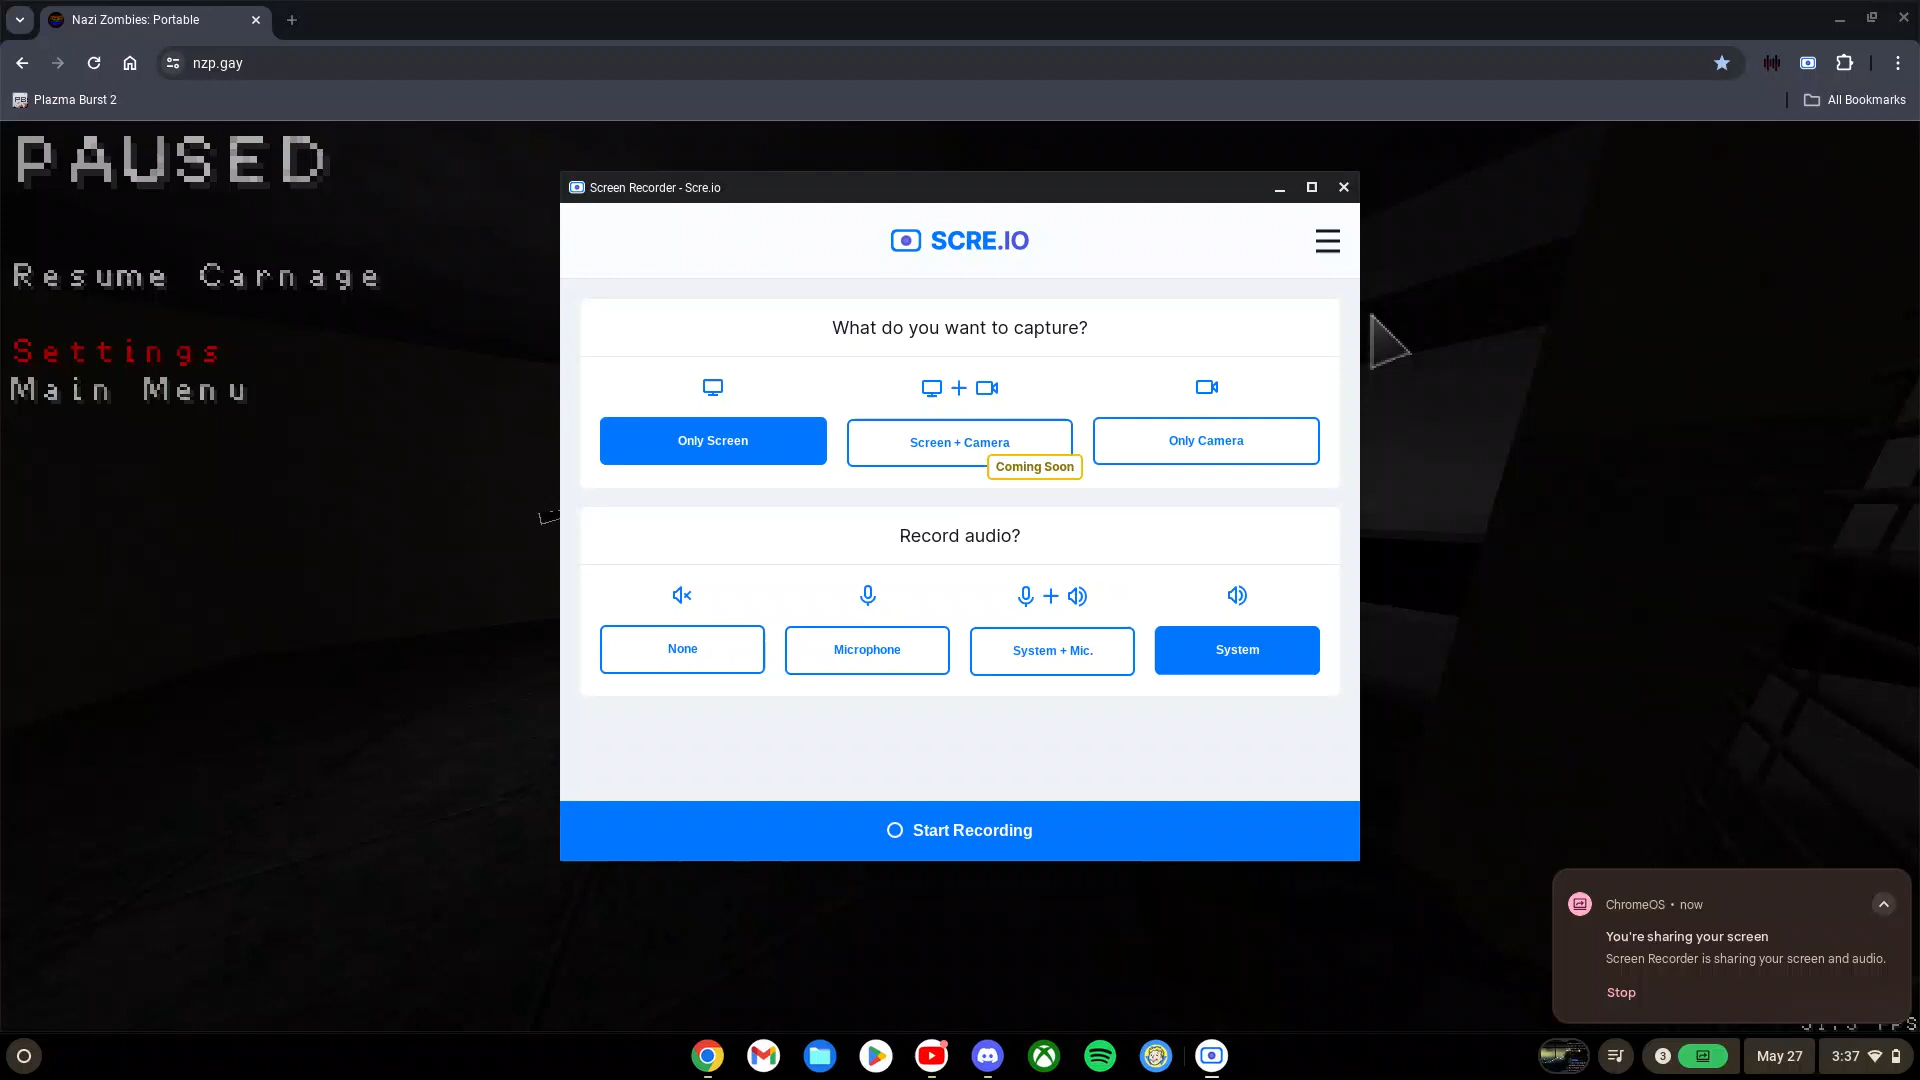 Nazi Zombies: Portable
nzp.gay
Plazma Burst 2
All Bookmarks
PAUSED
Resume Carnage
Settings
Main Menu
Screen Recorder - Scre.io
SCRE.IO
What do you want to capture?
Only Screen
Screen + Camera
Only Camera
Coming Soon
Record audio?
None
Microphone
System + Mic.
System
Start Recording
ChromeOS • now
You're sharing your screen
Screen Recorder is sharing your screen and audio.
Stop
3
May 27
3:37